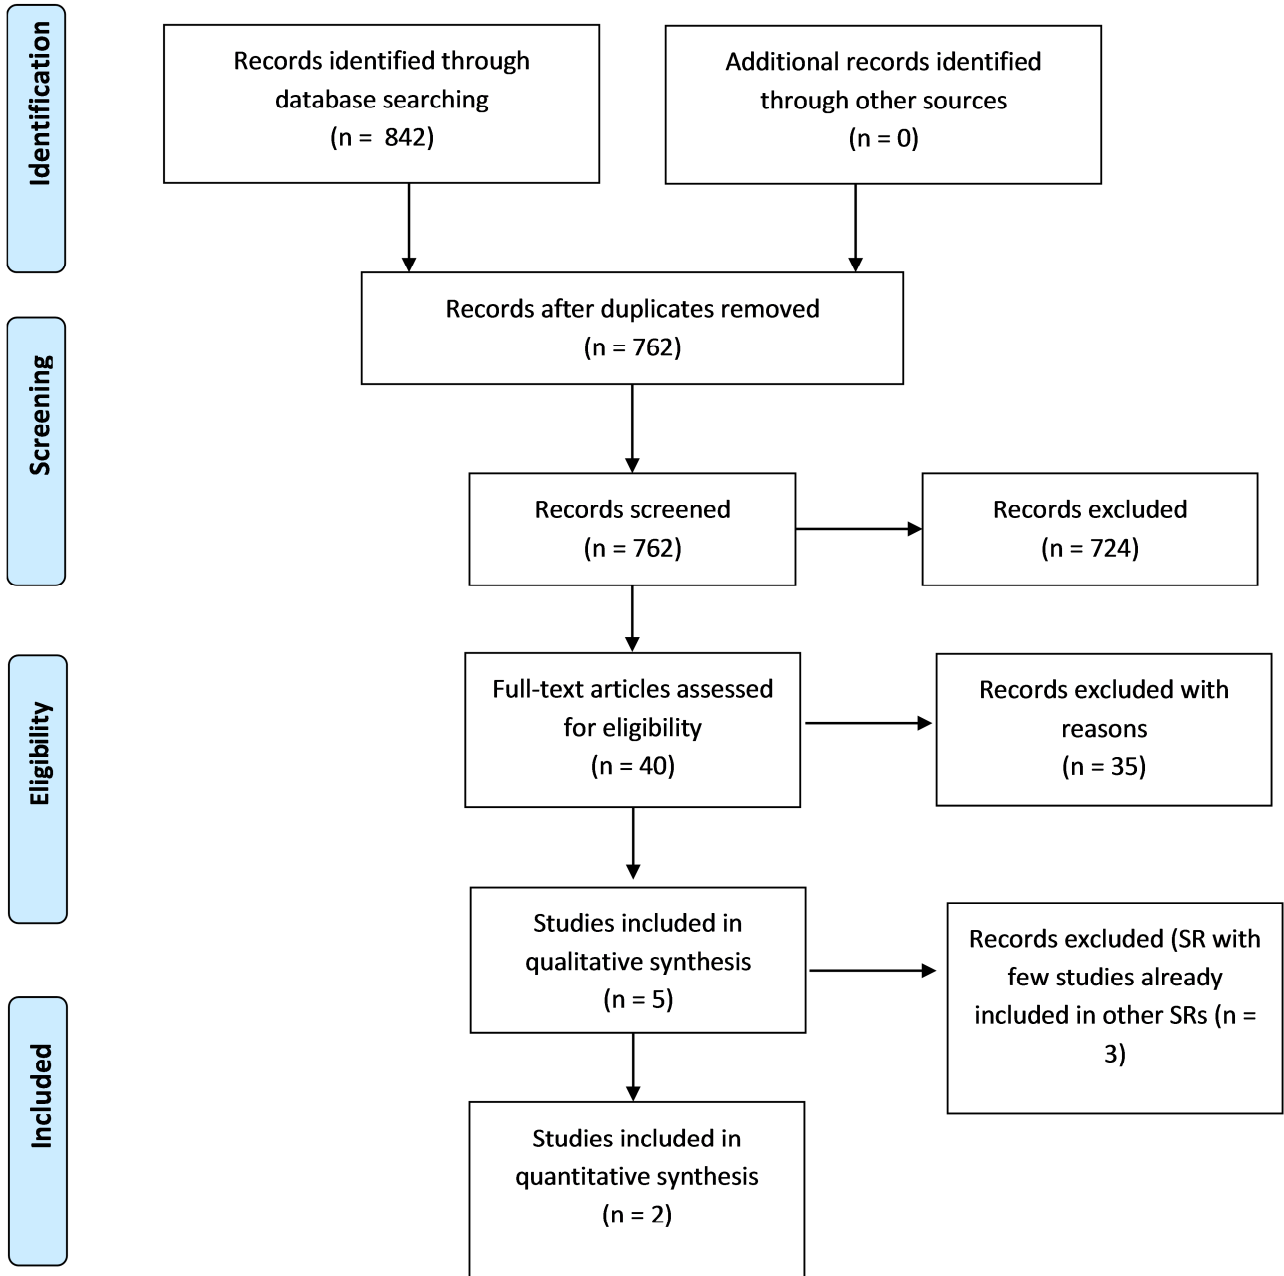 Identification
Records identified through
database searching
(n = 842)
Additional records identified
through other sources
(n = 0)
Records after duplicates removed
(n = 762)
Screening
Records screened
(n = 762)
Records excluded
(n = 724)
Eligibility
Full-text articles assessed
for eligibility
(n = 40)
Records excluded with
reasons
(n = 35)
Studies included in
qualitative synthesis
(n = 5)
Records excluded (SR with
few studies already
included in other SRs (n =
3)
Included
Studies included in
quantitative synthesis
(n = 2)